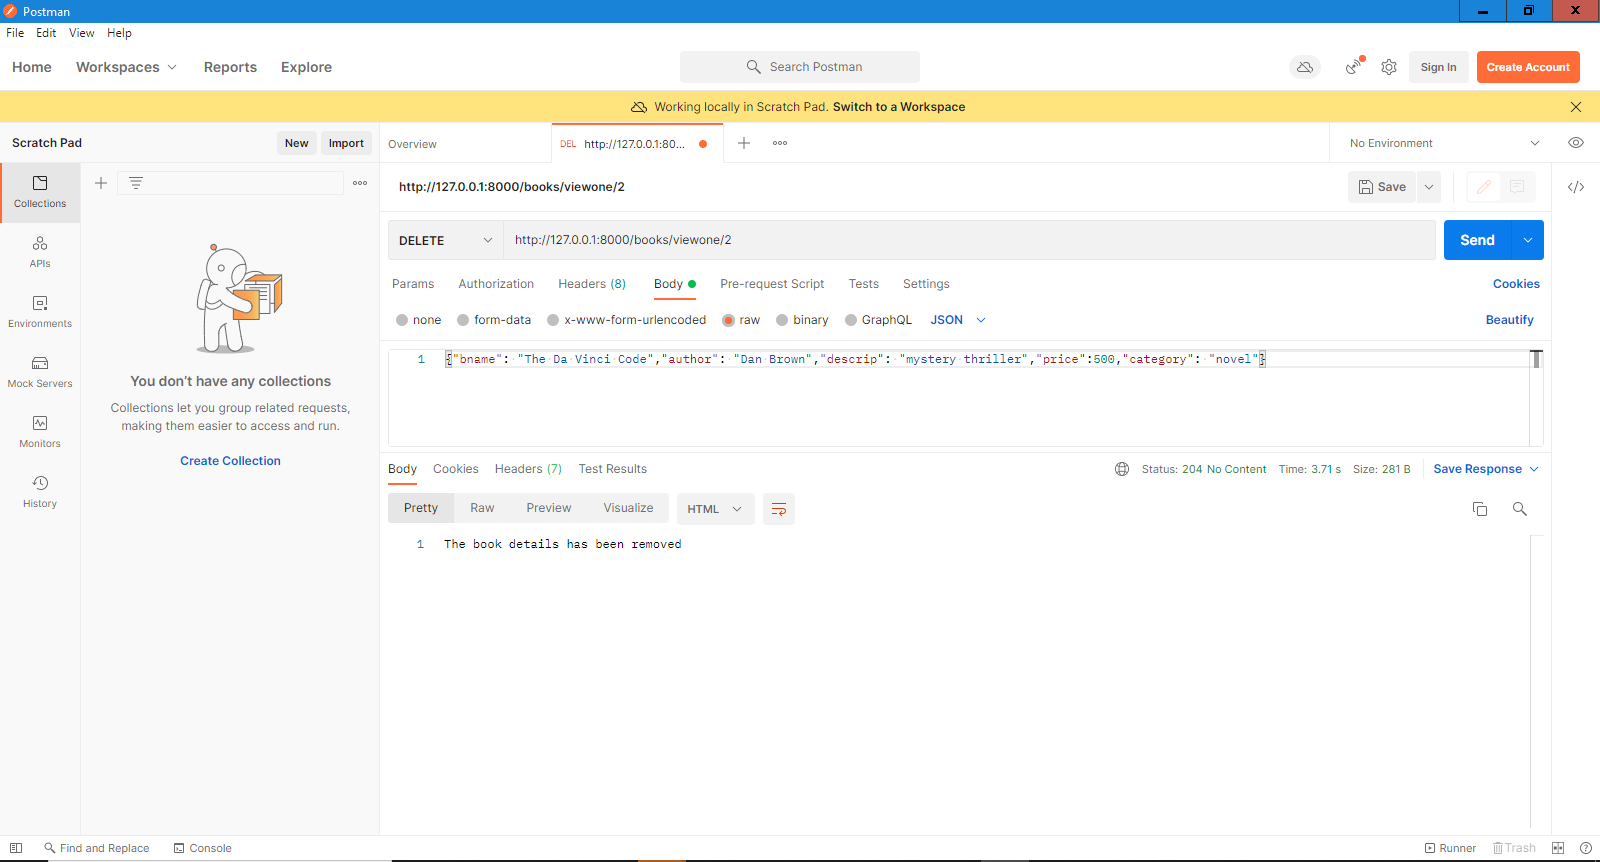 Postman
File Edit View Help
Home Workspaces Reports Explore Search Postman Sign In Create Account
Working locally in Scratch Pad. Switch to a Workspace
Scratch Pad New Import Overview DEL http://127.0.0.1:80... No Environment
http://127.0.0.1:8000/books/viewone/2 Save
Collections
DELETE http://127.0.0.1:8000/books/viewone/2 Send
APIs
Params Authorization Headers (8) Body Pre-request Script Tests Settings Cookies
Environments
none form-data x-www-form-urlencoded raw binary GraphQL JSON Beautify
1 {"bname": "The Da Vinci Code","author": "Dan Brown","descrip": "mystery thriller","price":500,"category": "novel"}
Mock Servers
You don't have any collections
Collections let you group related requests,
making them easier to access and run.
Monitors
Create Collection
Body Cookies Headers (7) Test Results Status: 204 No Content Time: 3.71 s Size: 281 B Save Response
History
Pretty Raw Preview Visualize HTML
1 The book details has been removed
Find and Replace Console Runner Trash